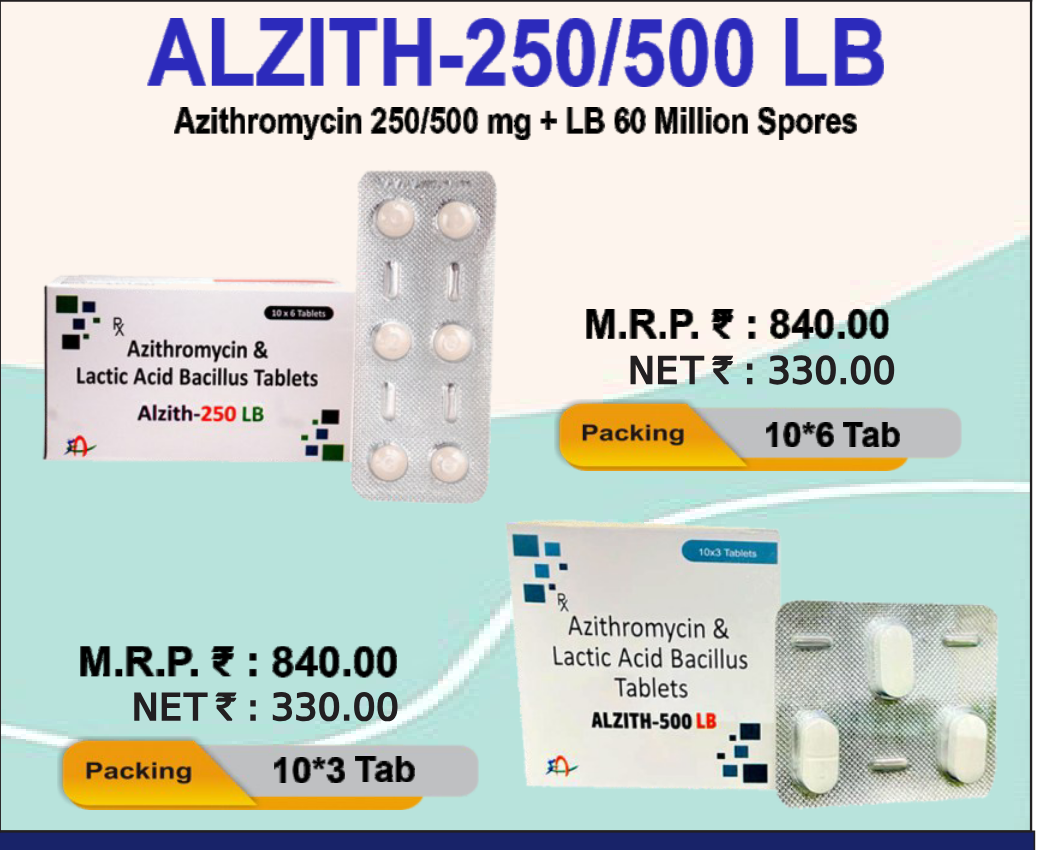 ALZITH-250/500 LB
Azithromycin 250/500 mg + LB 60 Million Spores
10 x 6 Tablets
Rx
Azithromycin &
Lactic Acid Bacillus Tablets
Alzith-250 LB
M.R.P. ₹ : 840.00
NET ₹ : 330.00
Packing 10*6 Tab
10x3 Tablets
Rx
Azithromycin &
Lactic Acid Bacillus
Tablets
ALZITH-500 LB
M.R.P. ₹ : 840.00
NET ₹ : 330.00
Packing 10*3 Tab